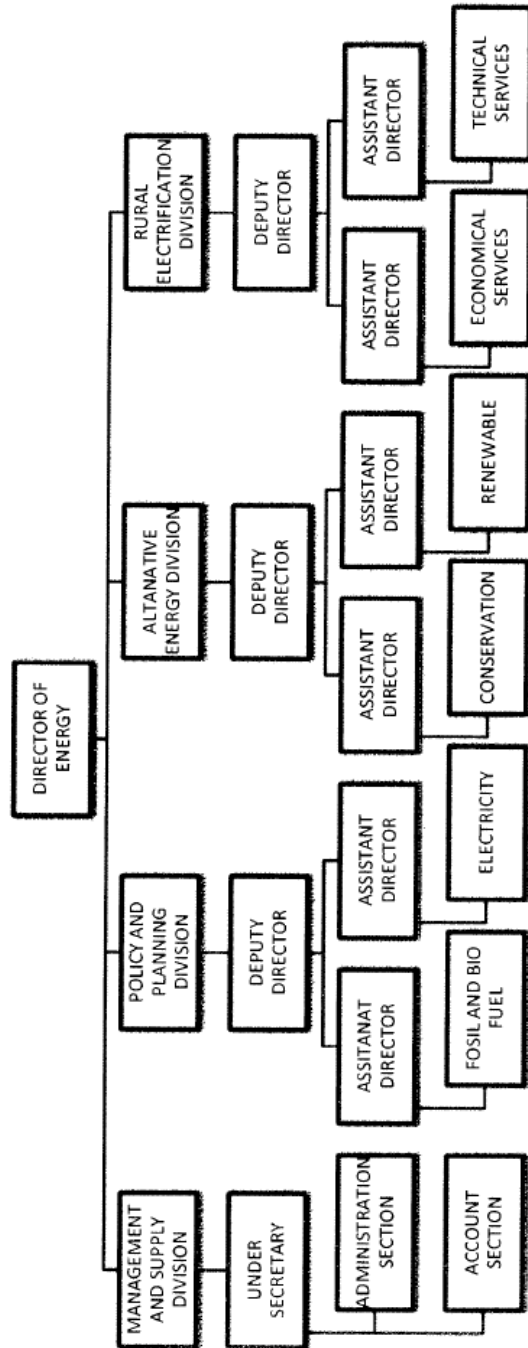 DIRECTOR OF
ENERGY
MANAGEMENT
AND SUPPLY
DIVISION
POLICY AND
PLANNING
DIVISION
ALTANATIVE
ENERGY DIVISION
RURAL
ELECTRIFICATION
DIVISION
UNDER
SECRETARY
DEPUTY
DIRECTOR
DEPUTY
DIRECTOR
DEPUTY
DIRECTOR
ADMINISTRATION
SECTION
ASSITANAT
DIRECTOR
ASSISTANT
DIRECTOR
ASSISTANT
DIRECTOR
ASSISTANT
DIRECTOR
ASSISTANT
DIRECTOR
ASSISTANT
DIRECTOR
ACCOUNT
SECTION
FOSIL AND BIO
FUEL
ELECTRICITY
CONSERVATION
RENEWABLE
ECONOMICAL
SERVICES
TECHNICAL
SERVICES